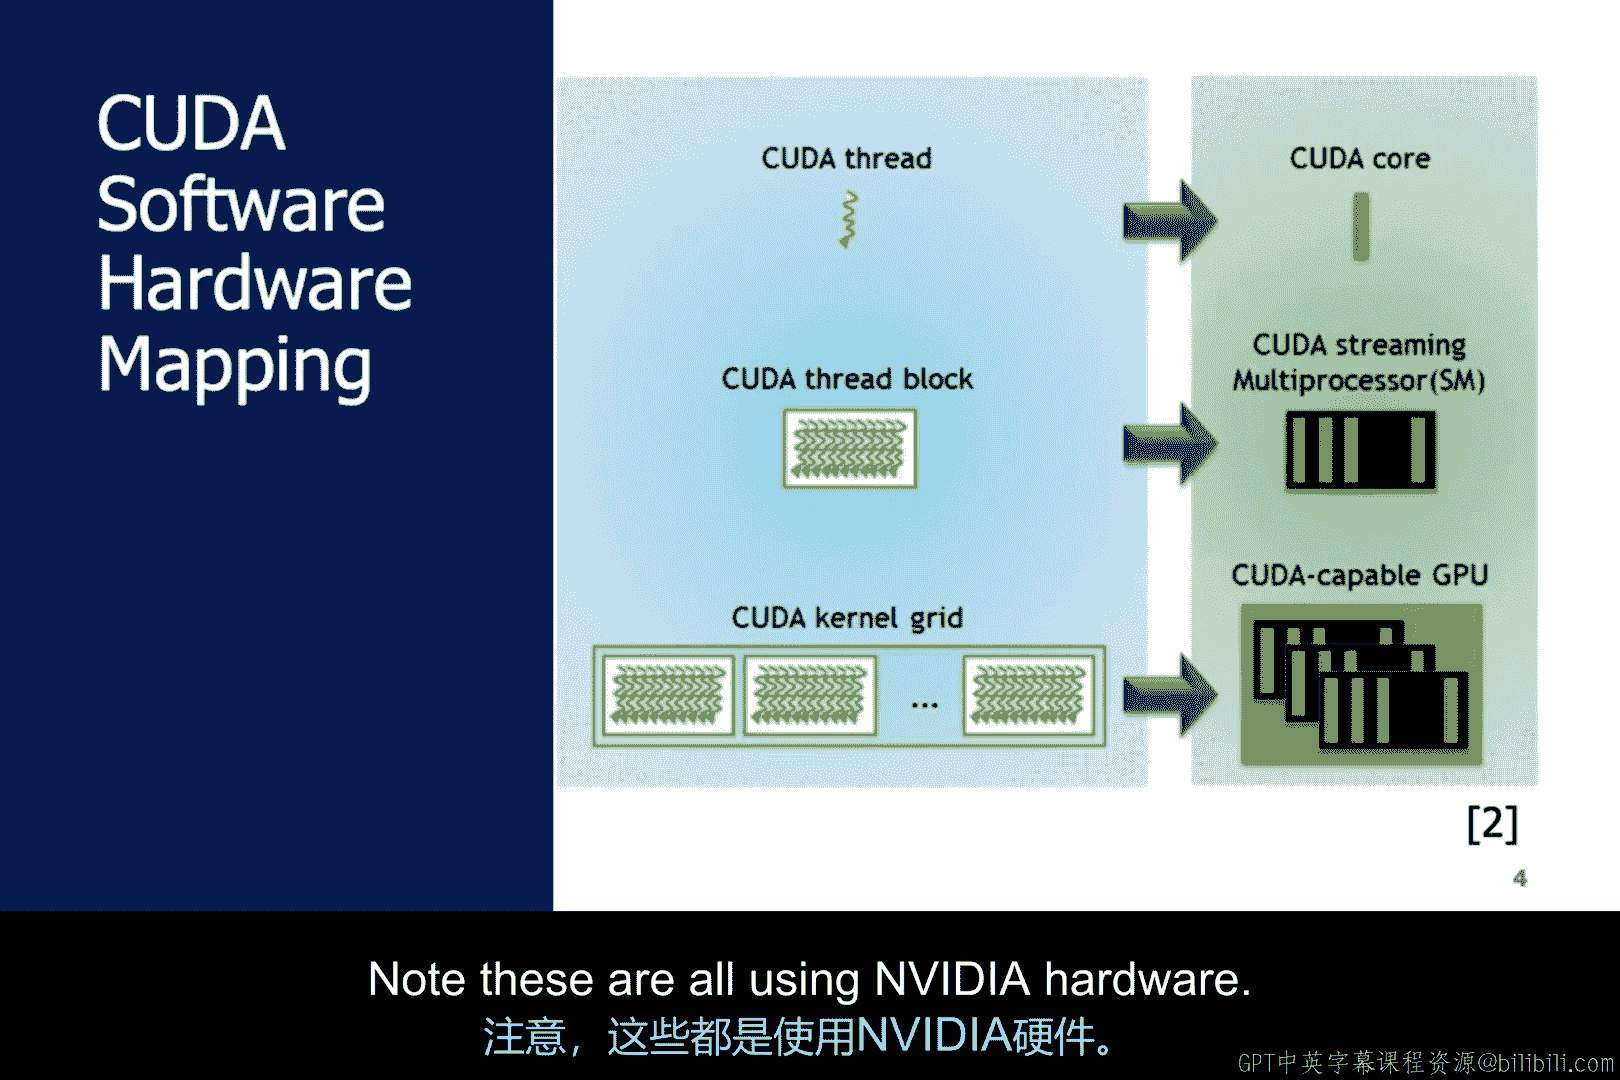 CUDA
Software
Hardware
Mapping
CUDA thread
CUDA core
CUDA thread block
CUDA streaming
Multiprocessor(SM)
CUDA kernel grid
...
CUDA-capable GPU
[2]
4
Note these are all using NVIDIA hardware.
注意，这些都是使用NVIDIA硬件。
GPT中英字幕课程资源@bilibili.com